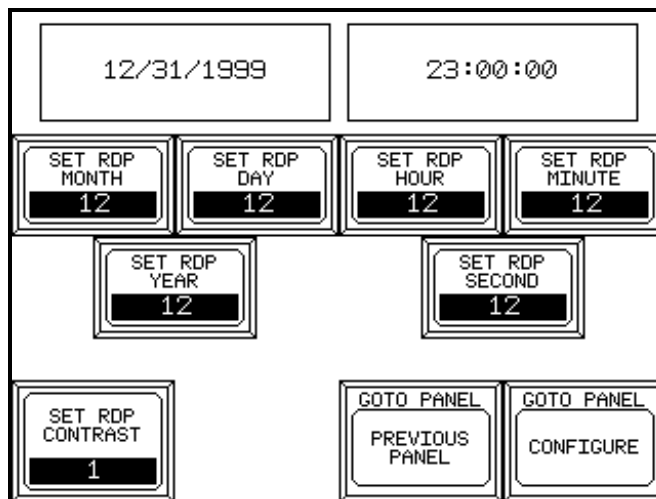 12/31/1999 23:00:00
SET RDP MONTH
12
SET RDP DAY
12
SET RDP HOUR
12
SET RDP MINUTE
12
SET RDP YEAR
12
SET RDP SECOND
12
SET RDP CONTRAST
1
GOTO PANEL
PREVIOUS PANEL
GOTO PANEL
CONFIGURE